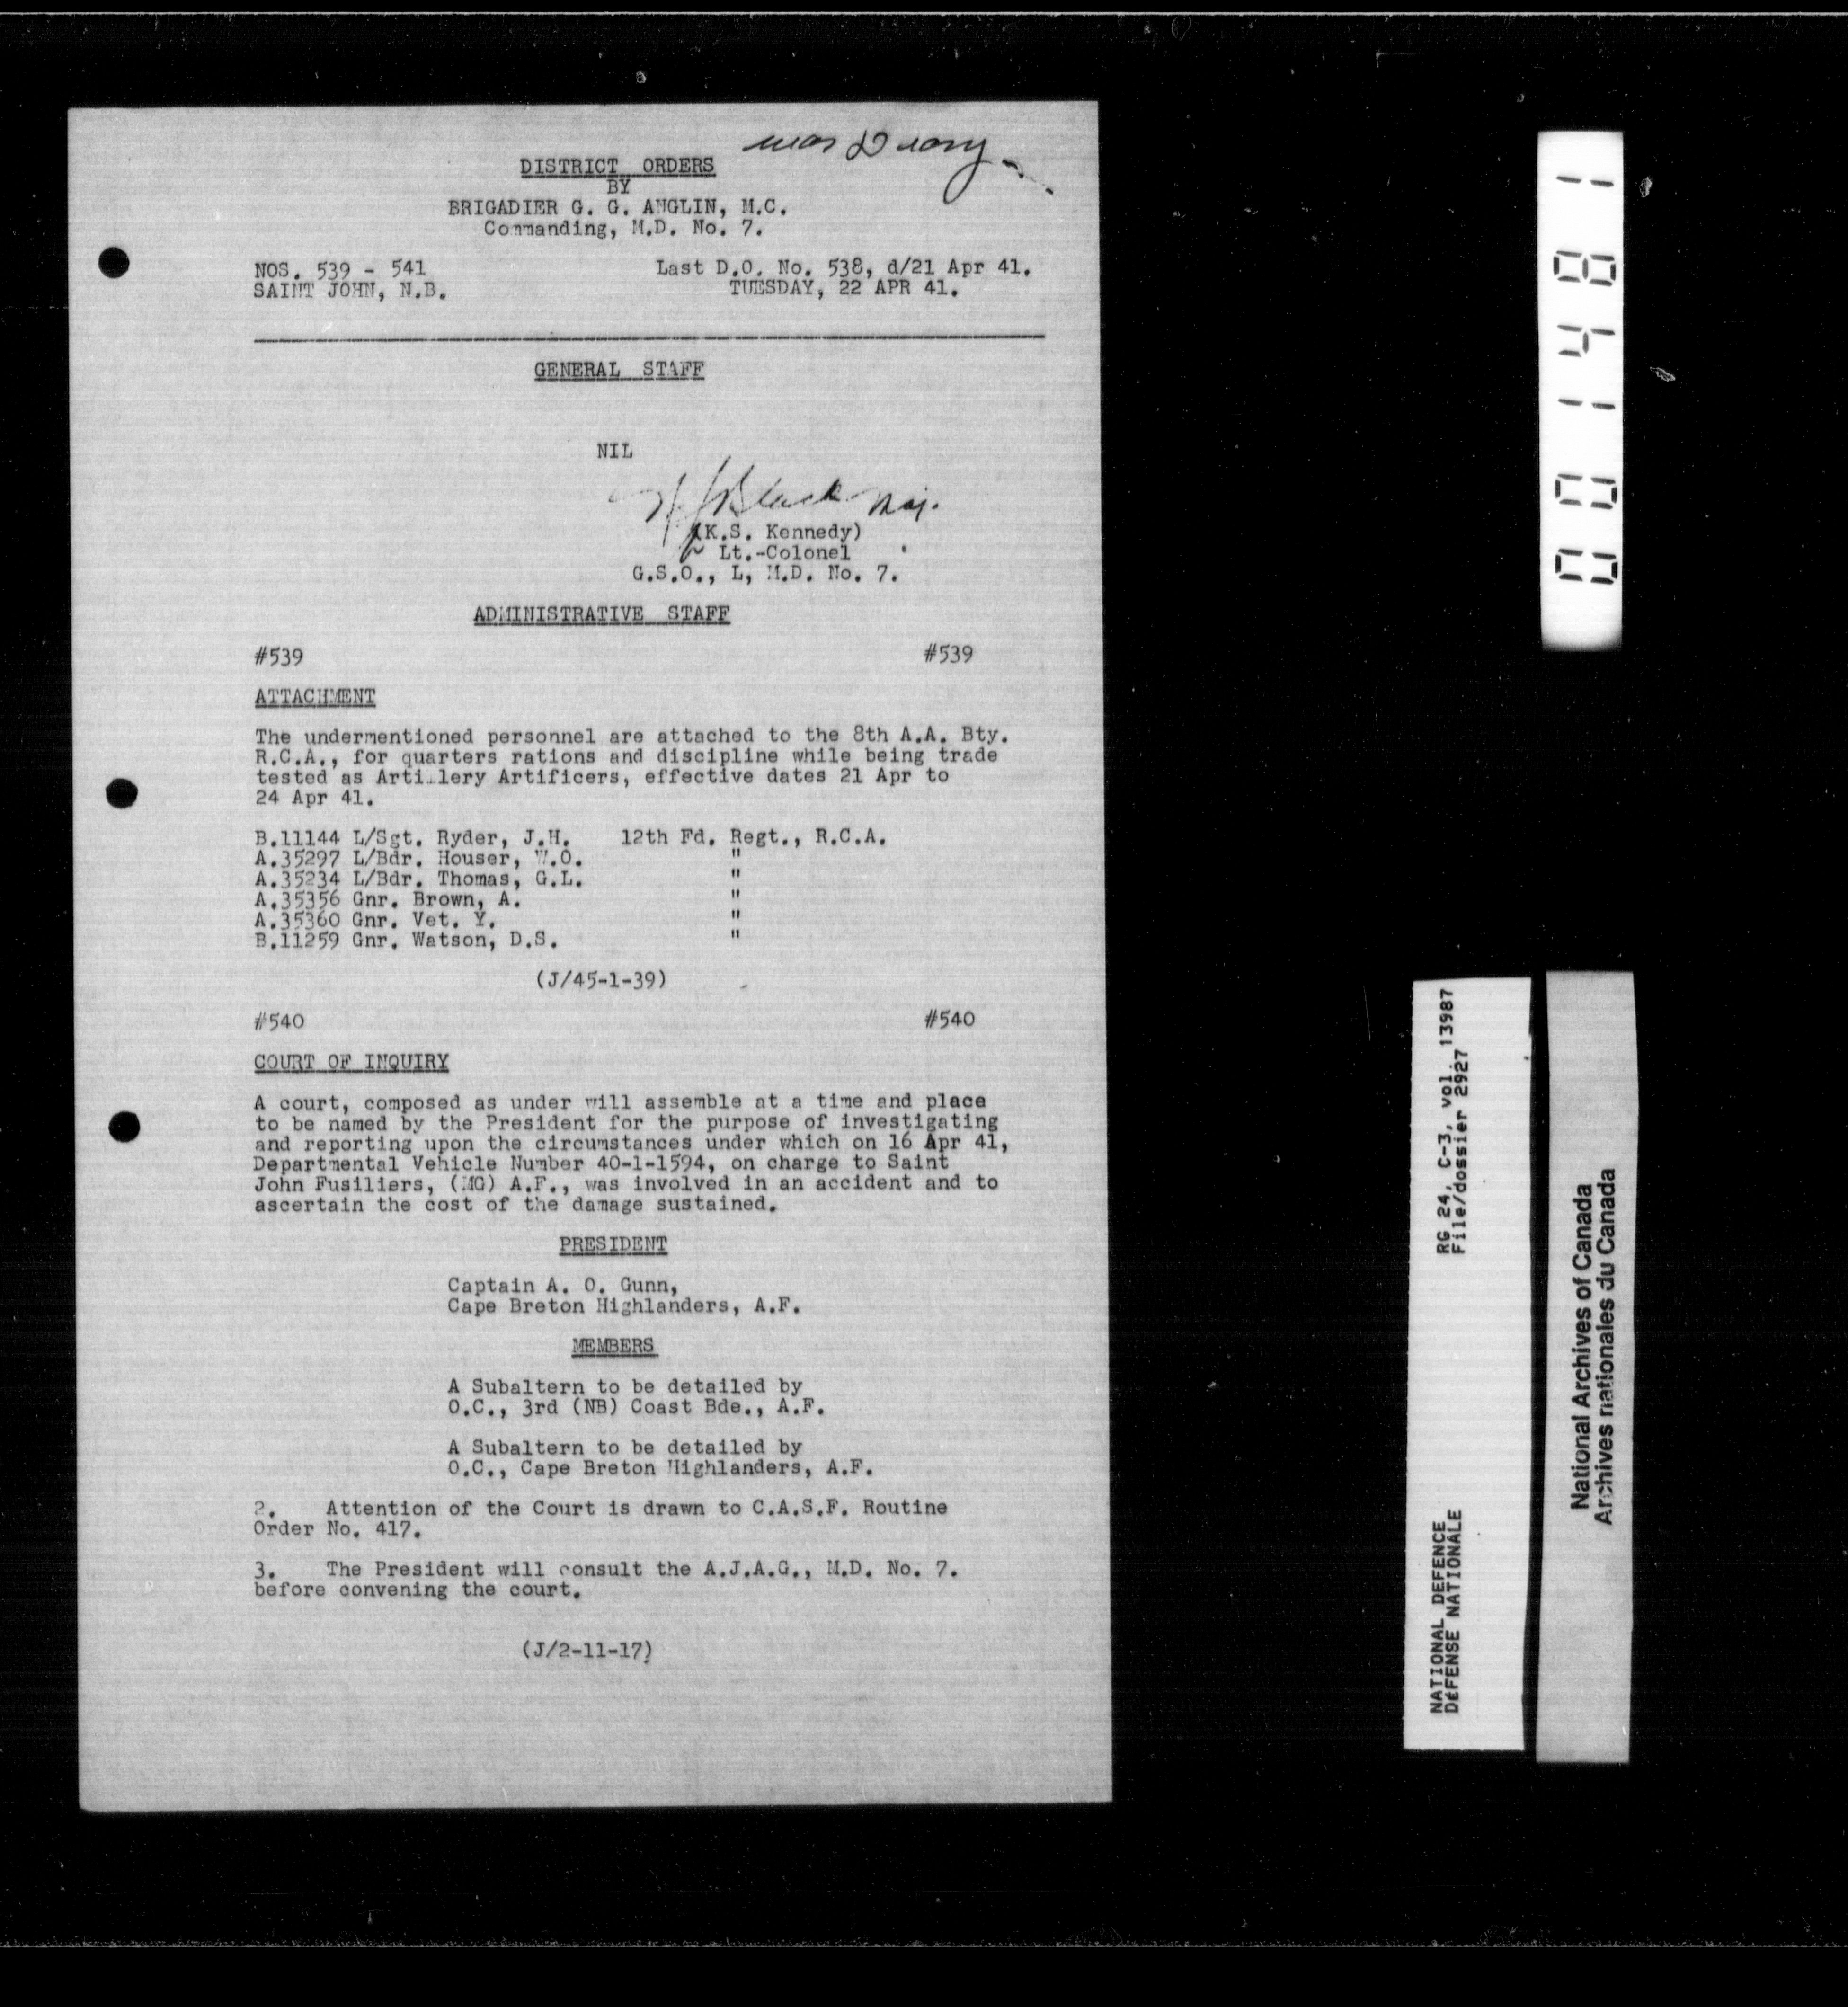 War Diary
DISTRICT ORDERS
BY
BRIGADIER G. G. ANGLIN, M.C.
Commanding, M.D. No. 7.
NOS. 539 - 541 Last D.O. No. 538, d/21 Apr 41.
SAINT JOHN, N.B. TUESDAY, 22 APR 41.
GENERAL STAFF
NIL
Black Maj.
(K.S. Kennedy)
Lt.-Colonel
G.S.O., L, M.D. No. 7.
ADMINISTRATIVE STAFF
#539 #539
ATTACHMENT
The undermentioned personnel are attached to the 8th A.A. Bty.
R.C.A., for quarters rations and discipline while being trade
tested as Artillery Artificers, effective dates 21 Apr to
24 Apr 41.
B.11144 L/Sgt. Ryder, J.H. 12th Fd. Regt., R.C.A.
A.35297 L/Bdr. Houser, W.O. "
A.35234 L/Bdr. Thomas, G.L. "
A.35356 Gnr. Brown, A. "
A.35360 Gnr. Vet. Y. "
B.11259 Gnr. Watson, D.S. "
(J/45-1-39)
#540 #540
COURT OF INQUIRY
A court, composed as under will assemble at a time and place
to be named by the President for the purpose of investigating
and reporting upon the circumstances under which on 16 Apr 41,
Departmental Vehicle Number 40-1-1594, on charge to Saint
John Fusiliers, (MG) A.F., was involved in an accident and to
ascertain the cost of the damage sustained.
PRESIDENT
Captain A. O. Gunn,
Cape Breton Highlanders, A.F.
MEMBERS
A Subaltern to be detailed by
O.C., 3rd (NB) Coast Bde., A.F.
A Subaltern to be detailed by
O.C., Cape Breton Highlanders, A.F.
2. Attention of the Court is drawn to C.A.S.F. Routine
Order No. 417.
3. The President will consult the A.J.A.G., M.D. No. 7.
before convening the court.
(J/2-11-17)
001481
NATIONAL DEFENCE RG 24, C-3, vol. 13987
DÉFENSE NATIONALE File/dossier 2927
National Archives of Canada
Archives nationales du Canada